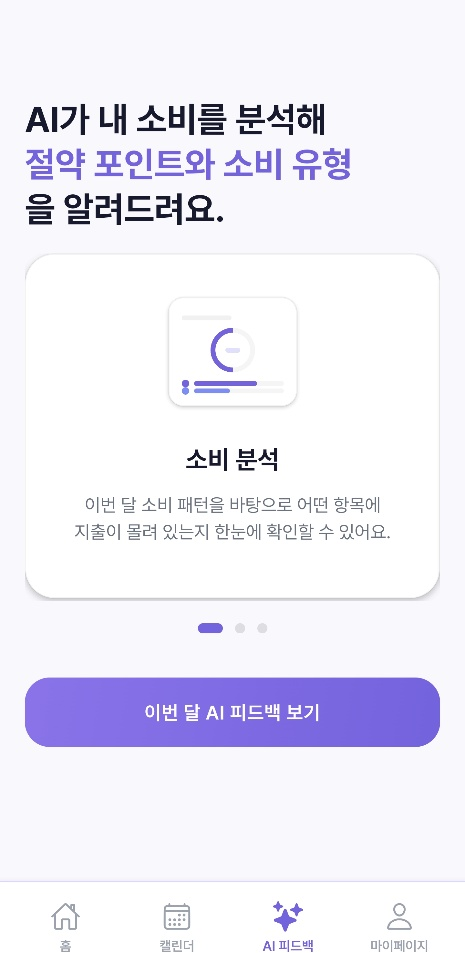 AI가 내 소비를 분석해
절약 포인트와 소비 유형
을 알려드려요.
소비 분석
이번 달 소비 패턴을 바탕으로 어떤 항목에
지출이 몰려 있는지 한눈에 확인할 수 있어요.
이번 달 AI 피드백 보기
홈
캘린더
AI 피드백
마이페이지